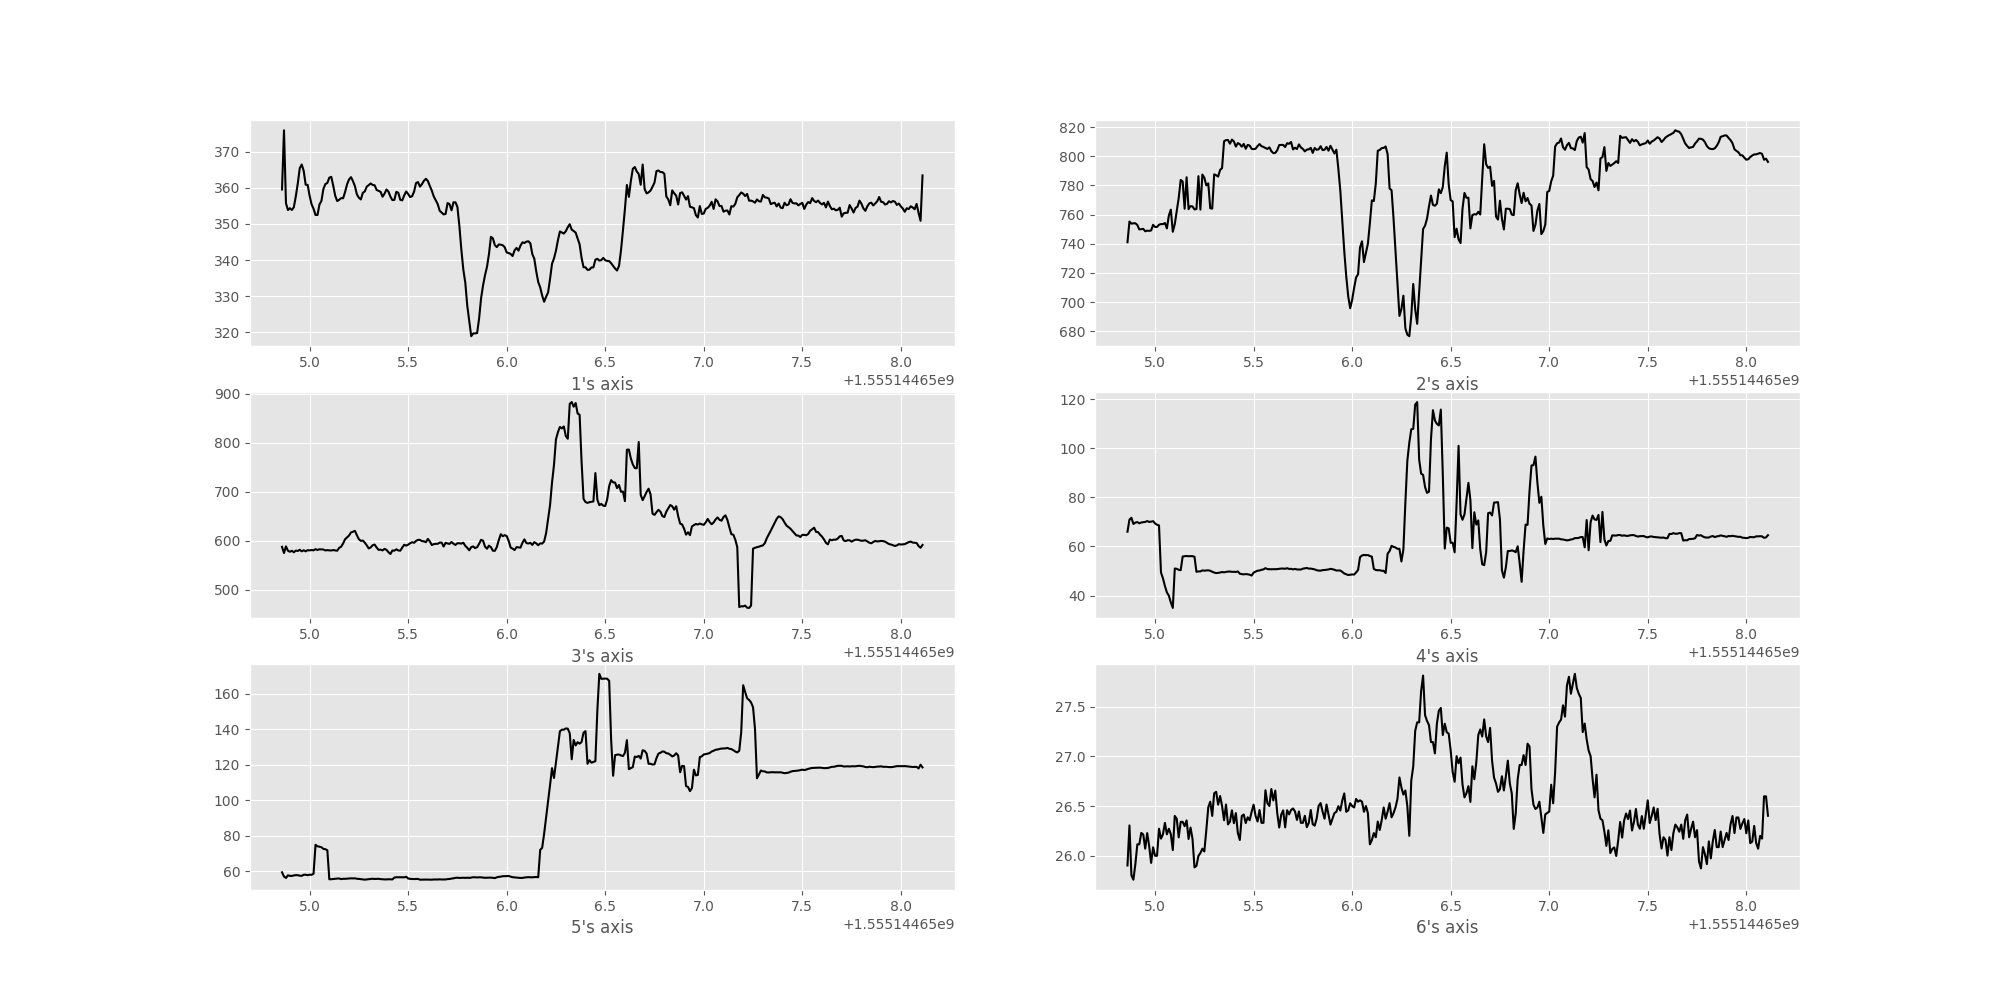 370
360
350
340
330
320
5.0 5.5 6.0 6.5 7.0 7.5 8.0
1's axis +1.55514465e9
820
800
780
760
740
720
700
680
5.0 5.5 6.0 6.5 7.0 7.5 8.0
2's axis +1.55514465e9
900
800
700
600
500
5.0 5.5 6.0 6.5 7.0 7.5 8.0
3's axis +1.55514465e9
120
100
80
60
40
5.0 5.5 6.0 6.5 7.0 7.5 8.0
4's axis +1.55514465e9
160
140
120
100
80
60
5.0 5.5 6.0 6.5 7.0 7.5 8.0
5's axis +1.55514465e9
27.5
27.0
26.5
26.0
5.0 5.5 6.0 6.5 7.0 7.5 8.0
6's axis +1.55514465e9